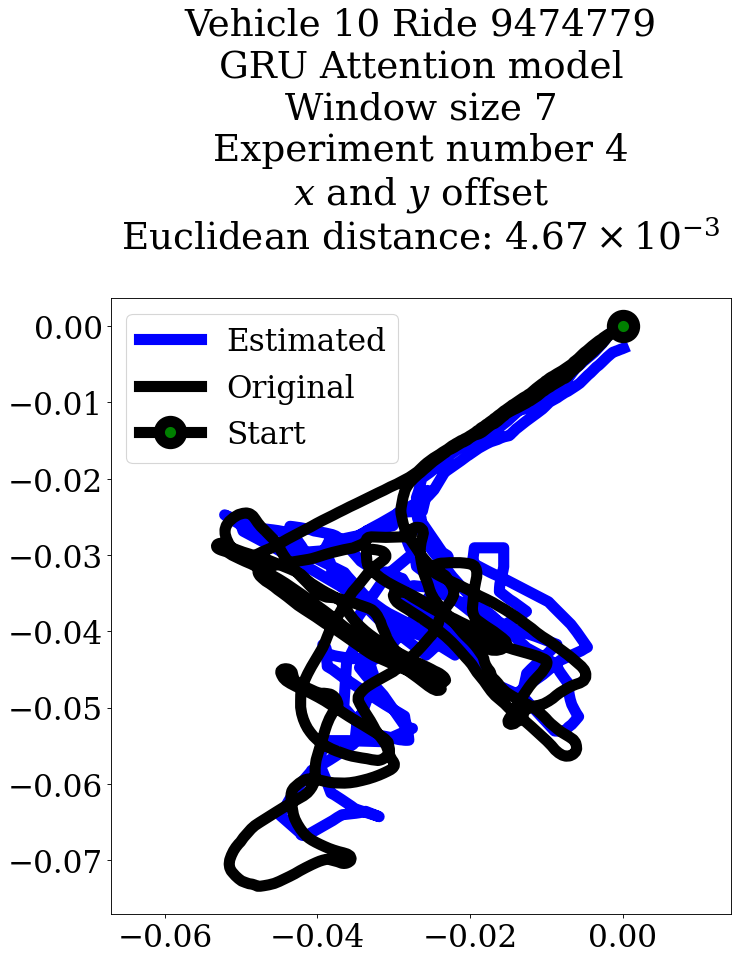 Vehicle 10 Ride 9474779
GRU Attention model
Window size 7
Experiment number 4
x and y offset
Euclidean distance: 4.67 × 10⁻³
Estimated
Original
Start
0.00
−0.01
−0.02
−0.03
−0.04
−0.05
−0.06
−0.07
−0.06 −0.04 −0.02 0.00